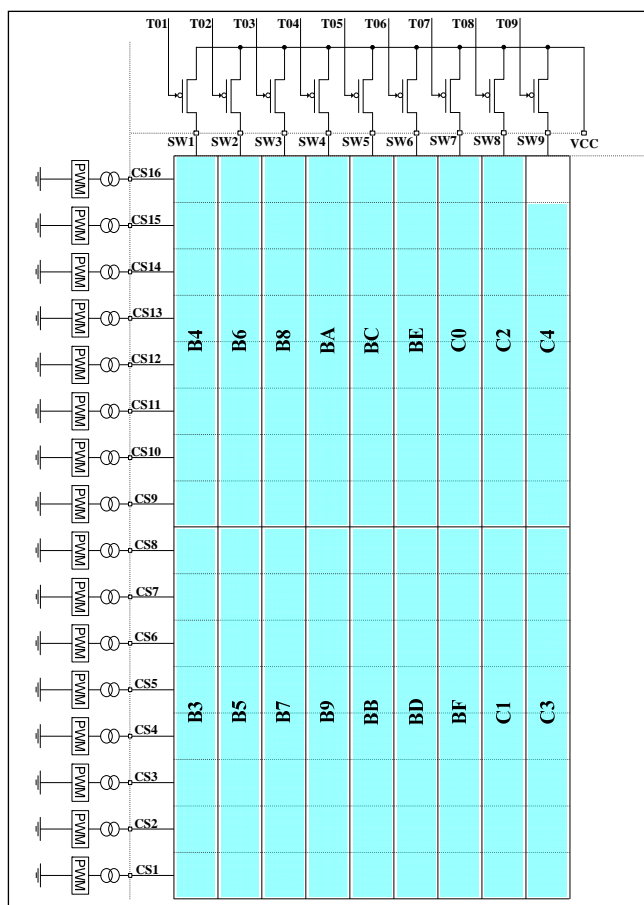 T01 T02 T03 T04 T05 T06 T07 T08 T09
SW1 SW2 SW3 SW4 SW5 SW6 SW7 SW8 SW9 VCC
PWM CS16
PWM CS15
PWM CS14
PWM CS13
B4 B6 B8 BA BC BE C0 C2 C4
PWM CS12
PWM CS11
PWM CS10
PWM CS9
PWM CS8
PWM CS7
PWM CS6
PWM CS5
B3 B5 B7 B9 BB BD BF C1 C3
PWM CS4
PWM CS3
PWM CS2
PWM CS1